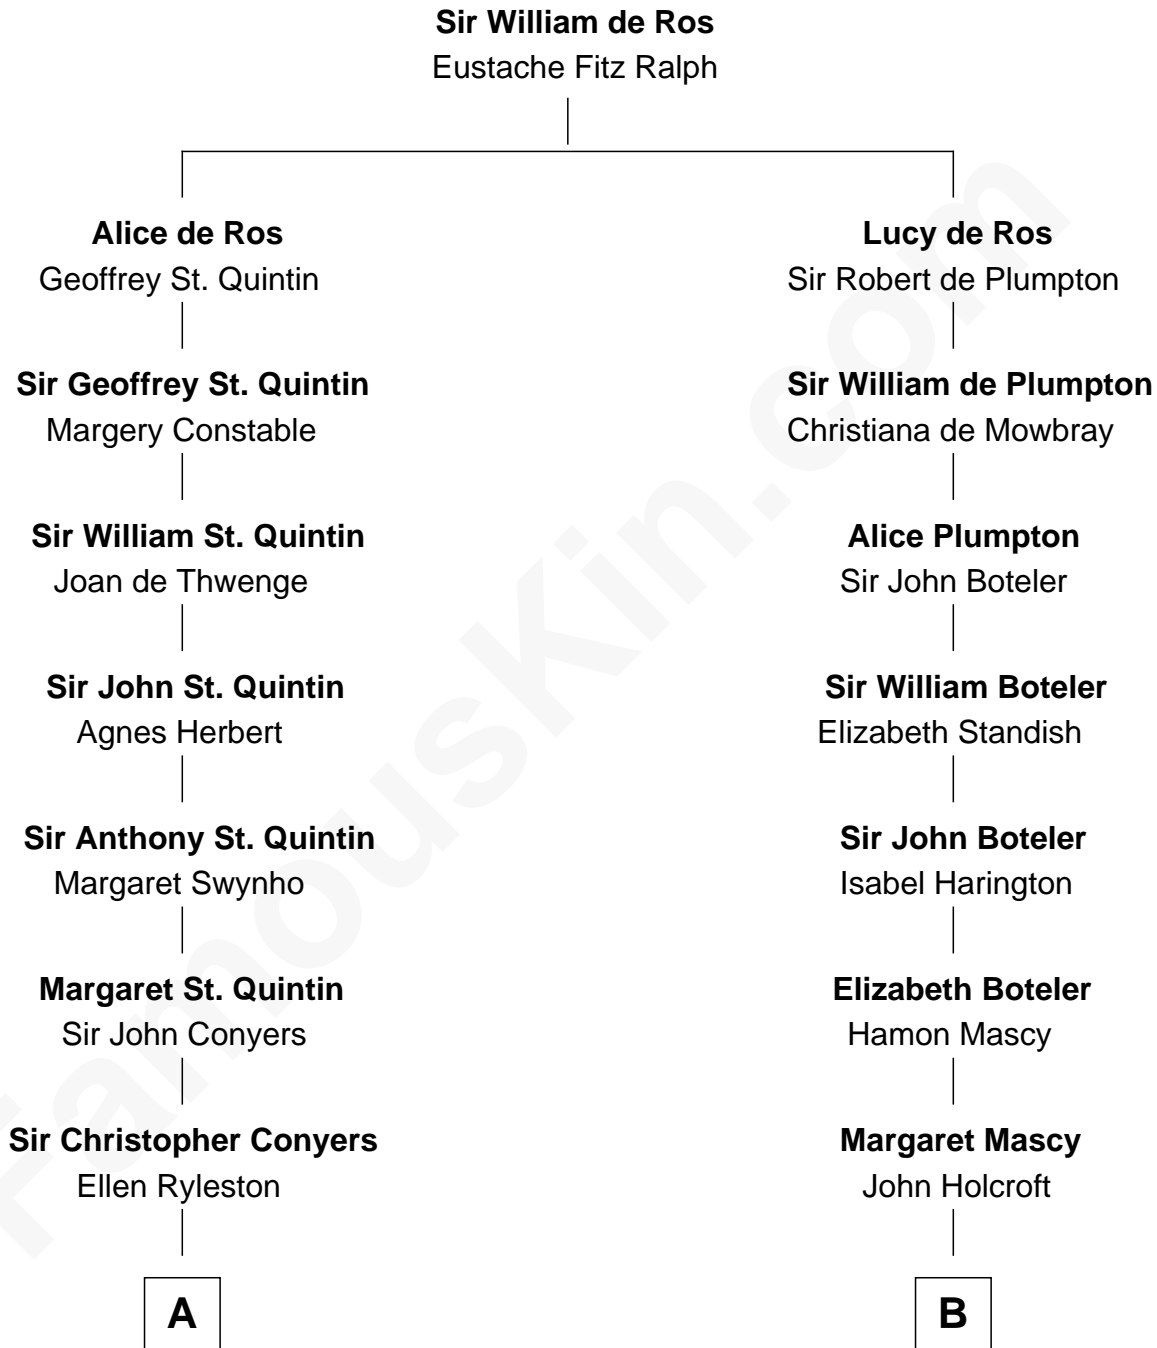 Sir William de Ros
Eustache Fitz Ralph
Alice de Ros
Geoffrey St. Quintin
Lucy de Ros
Sir Robert de Plumpton
Sir Geoffrey St. Quintin
Margery Constable
Sir William de Plumpton
Christiana de Mowbray
Sir William St. Quintin
Joan de Thwenge
Alice Plumpton
Sir John Boteler
Sir John St. Quintin
Agnes Herbert
Sir William Boteler
Elizabeth Standish
Sir Anthony St. Quintin
Margaret Swynho
Sir John Boteler
Isabel Harington
Margaret St. Quintin
Sir John Conyers
Elizabeth Boteler
Hamon Mascy
Sir Christopher Conyers
Ellen Ryleston
Margaret Mascy
John Holcroft
A
B
FamousKin.com